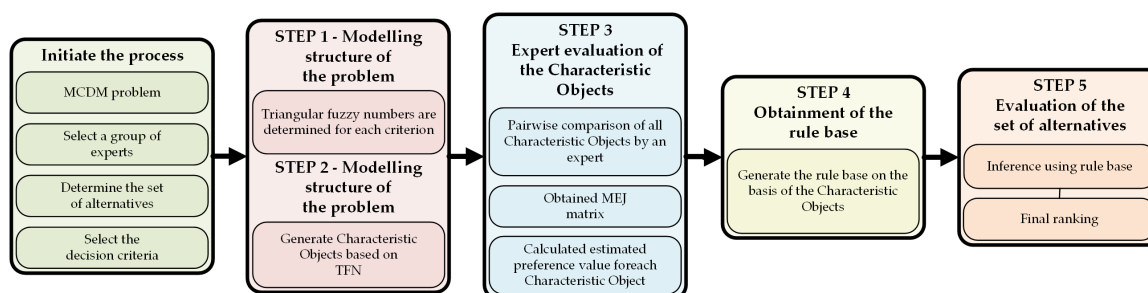 Initiate the process
MCDM problem
Select a group of
experts
Determine the set
of alternatives
Select the
decision criteria
STEP 1 - Modelling
structure of
the problem
Triangular fuzzy numbers are
determined for each criterion
STEP 2 - Modelling
structure of
the problem
Generate Characteristic
Objects based on
TFN
STEP 3
Expert evaluation of
the Characteristic
Objects
Pairwise comparison of all
Characteristic Objects by an
expert
Obtained MEJ
matrix
Calculated estimated
preference value foreach
Characteristic Object
STEP 4
Obtainment of the
rule base
Generate the rule base on the
basis of the Characteristic
Objects
STEP 5
Evaluation of the
set of alternatives
Inference using rule base
Final ranking